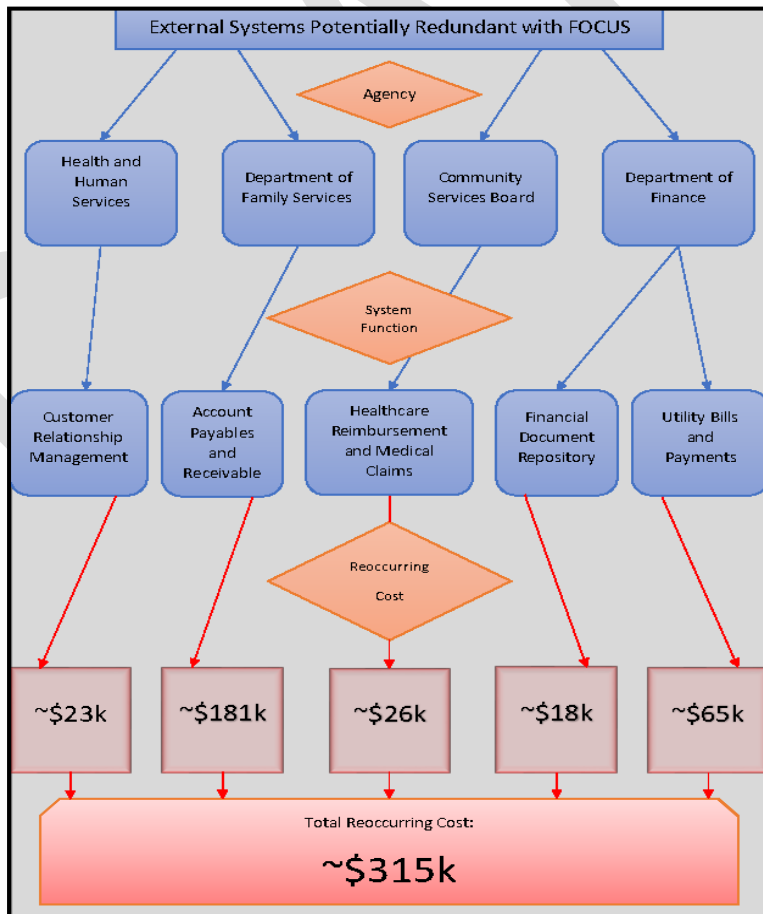 External Systems Potentially Redundant with FOCUS
Agency
Health and
Human
Services
Department of
Family Services
Community
Services Board
Department of
Finance
System
Function
Customer
Relationship
Management
Account
Payables
and
Receivable
Healthcare
Reimbursement
and Medical
Claims
Financial
Document
Repository
Utility Bills
and
Payments
Reoccurring
Cost
~$23k
~$181k
~$26k
~$18k
~$65k
Total Reoccurring Cost:
~$315k